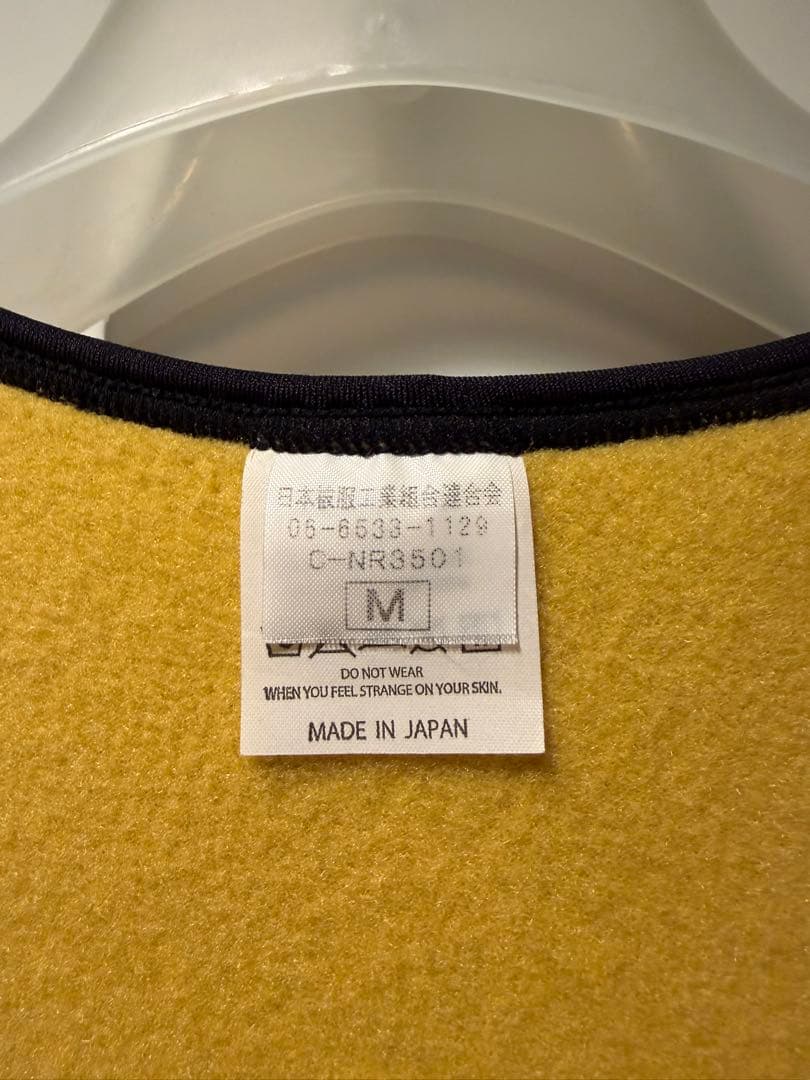 日本被服工業組合連合会
06-6533-1129
C-NR3501
M
DO NOT WEAR
WHEN YOU FEEL STRANGE ON YOUR SKIN.
MADE IN JAPAN